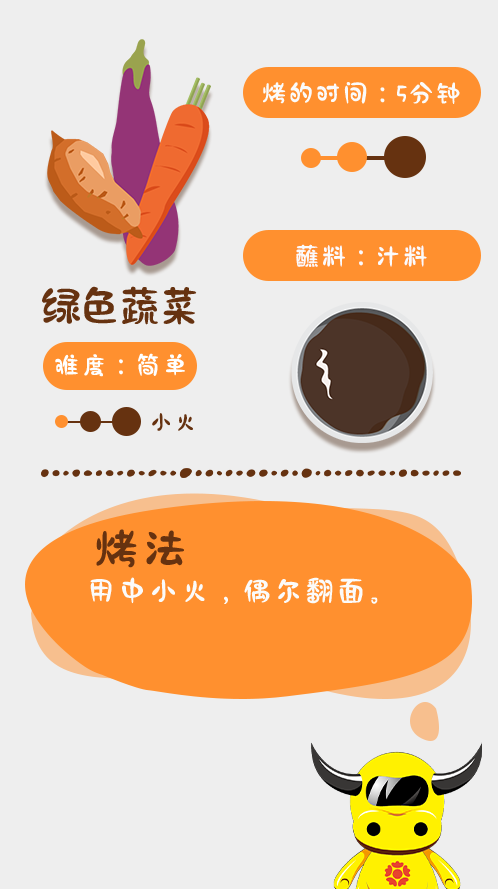 烤的时间：5分钟
蘸料：汁料
绿色蔬菜
难度：简单
小火
烤法
用中小火，偶尔翻面。